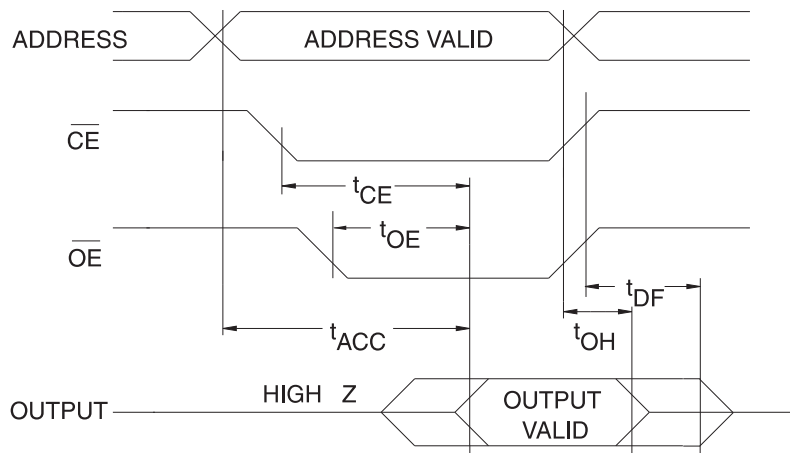 ADDRESS
ADDRESS VALID
CE
tCE
tOE
OE
tDF
tACC
tOH
HIGH Z
OUTPUT
OUTPUT
VALID